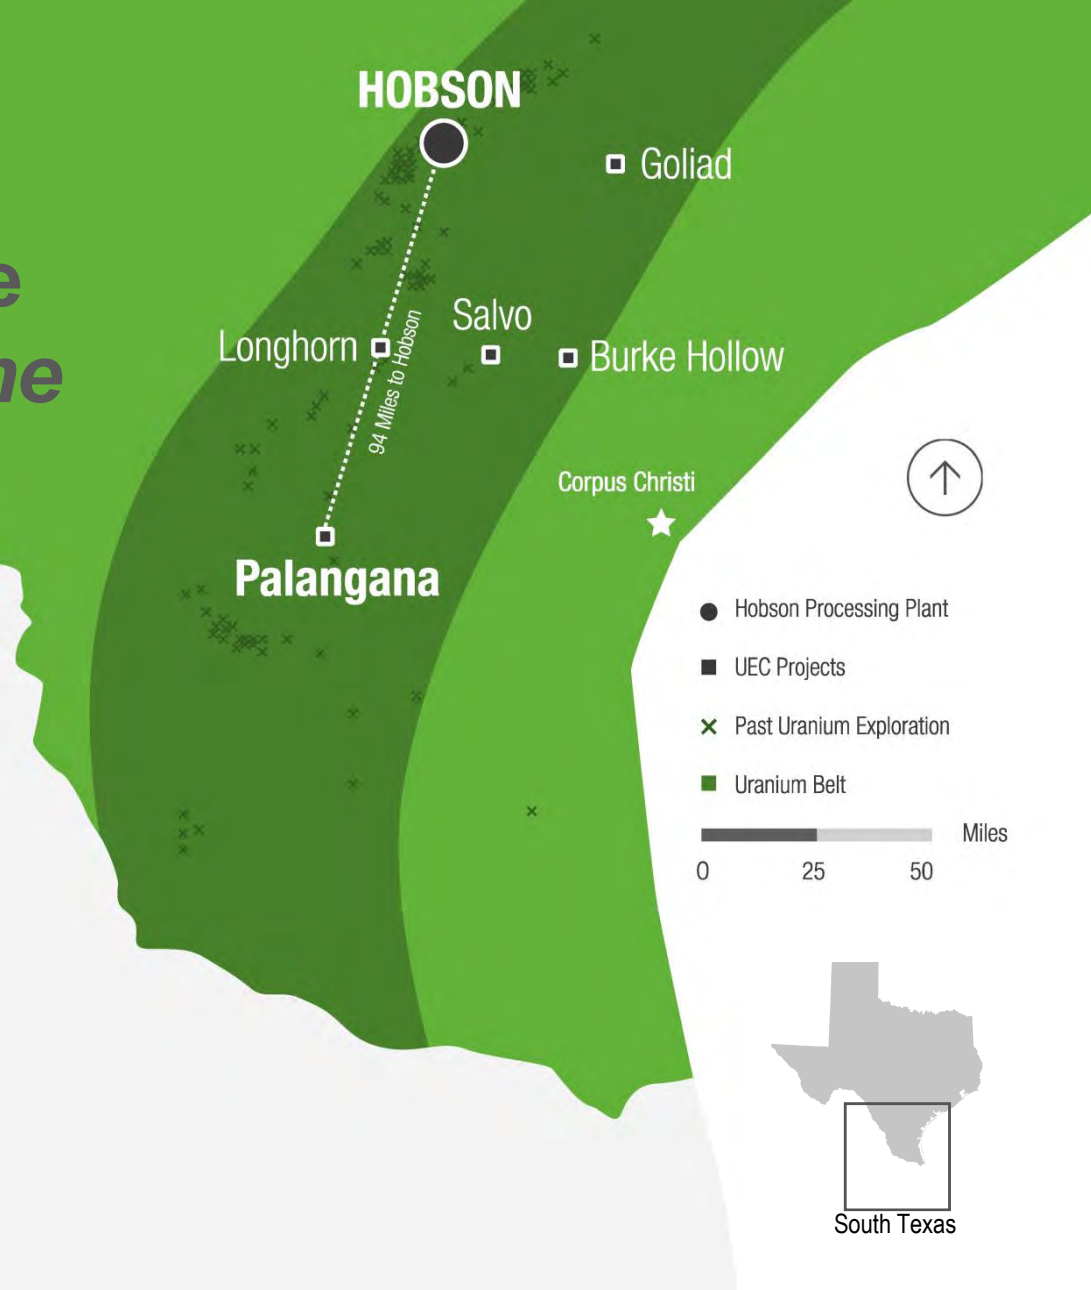 HOBSON
Goliad
e
ne
Salvo
Longhorn
94 Miles to Hobson
Burke Hollow
Corpus Christi
Palangana
Hobson Processing Plant
UEC Projects
Past Uranium Exploration
Uranium Belt
Miles
0 25 50
South Texas